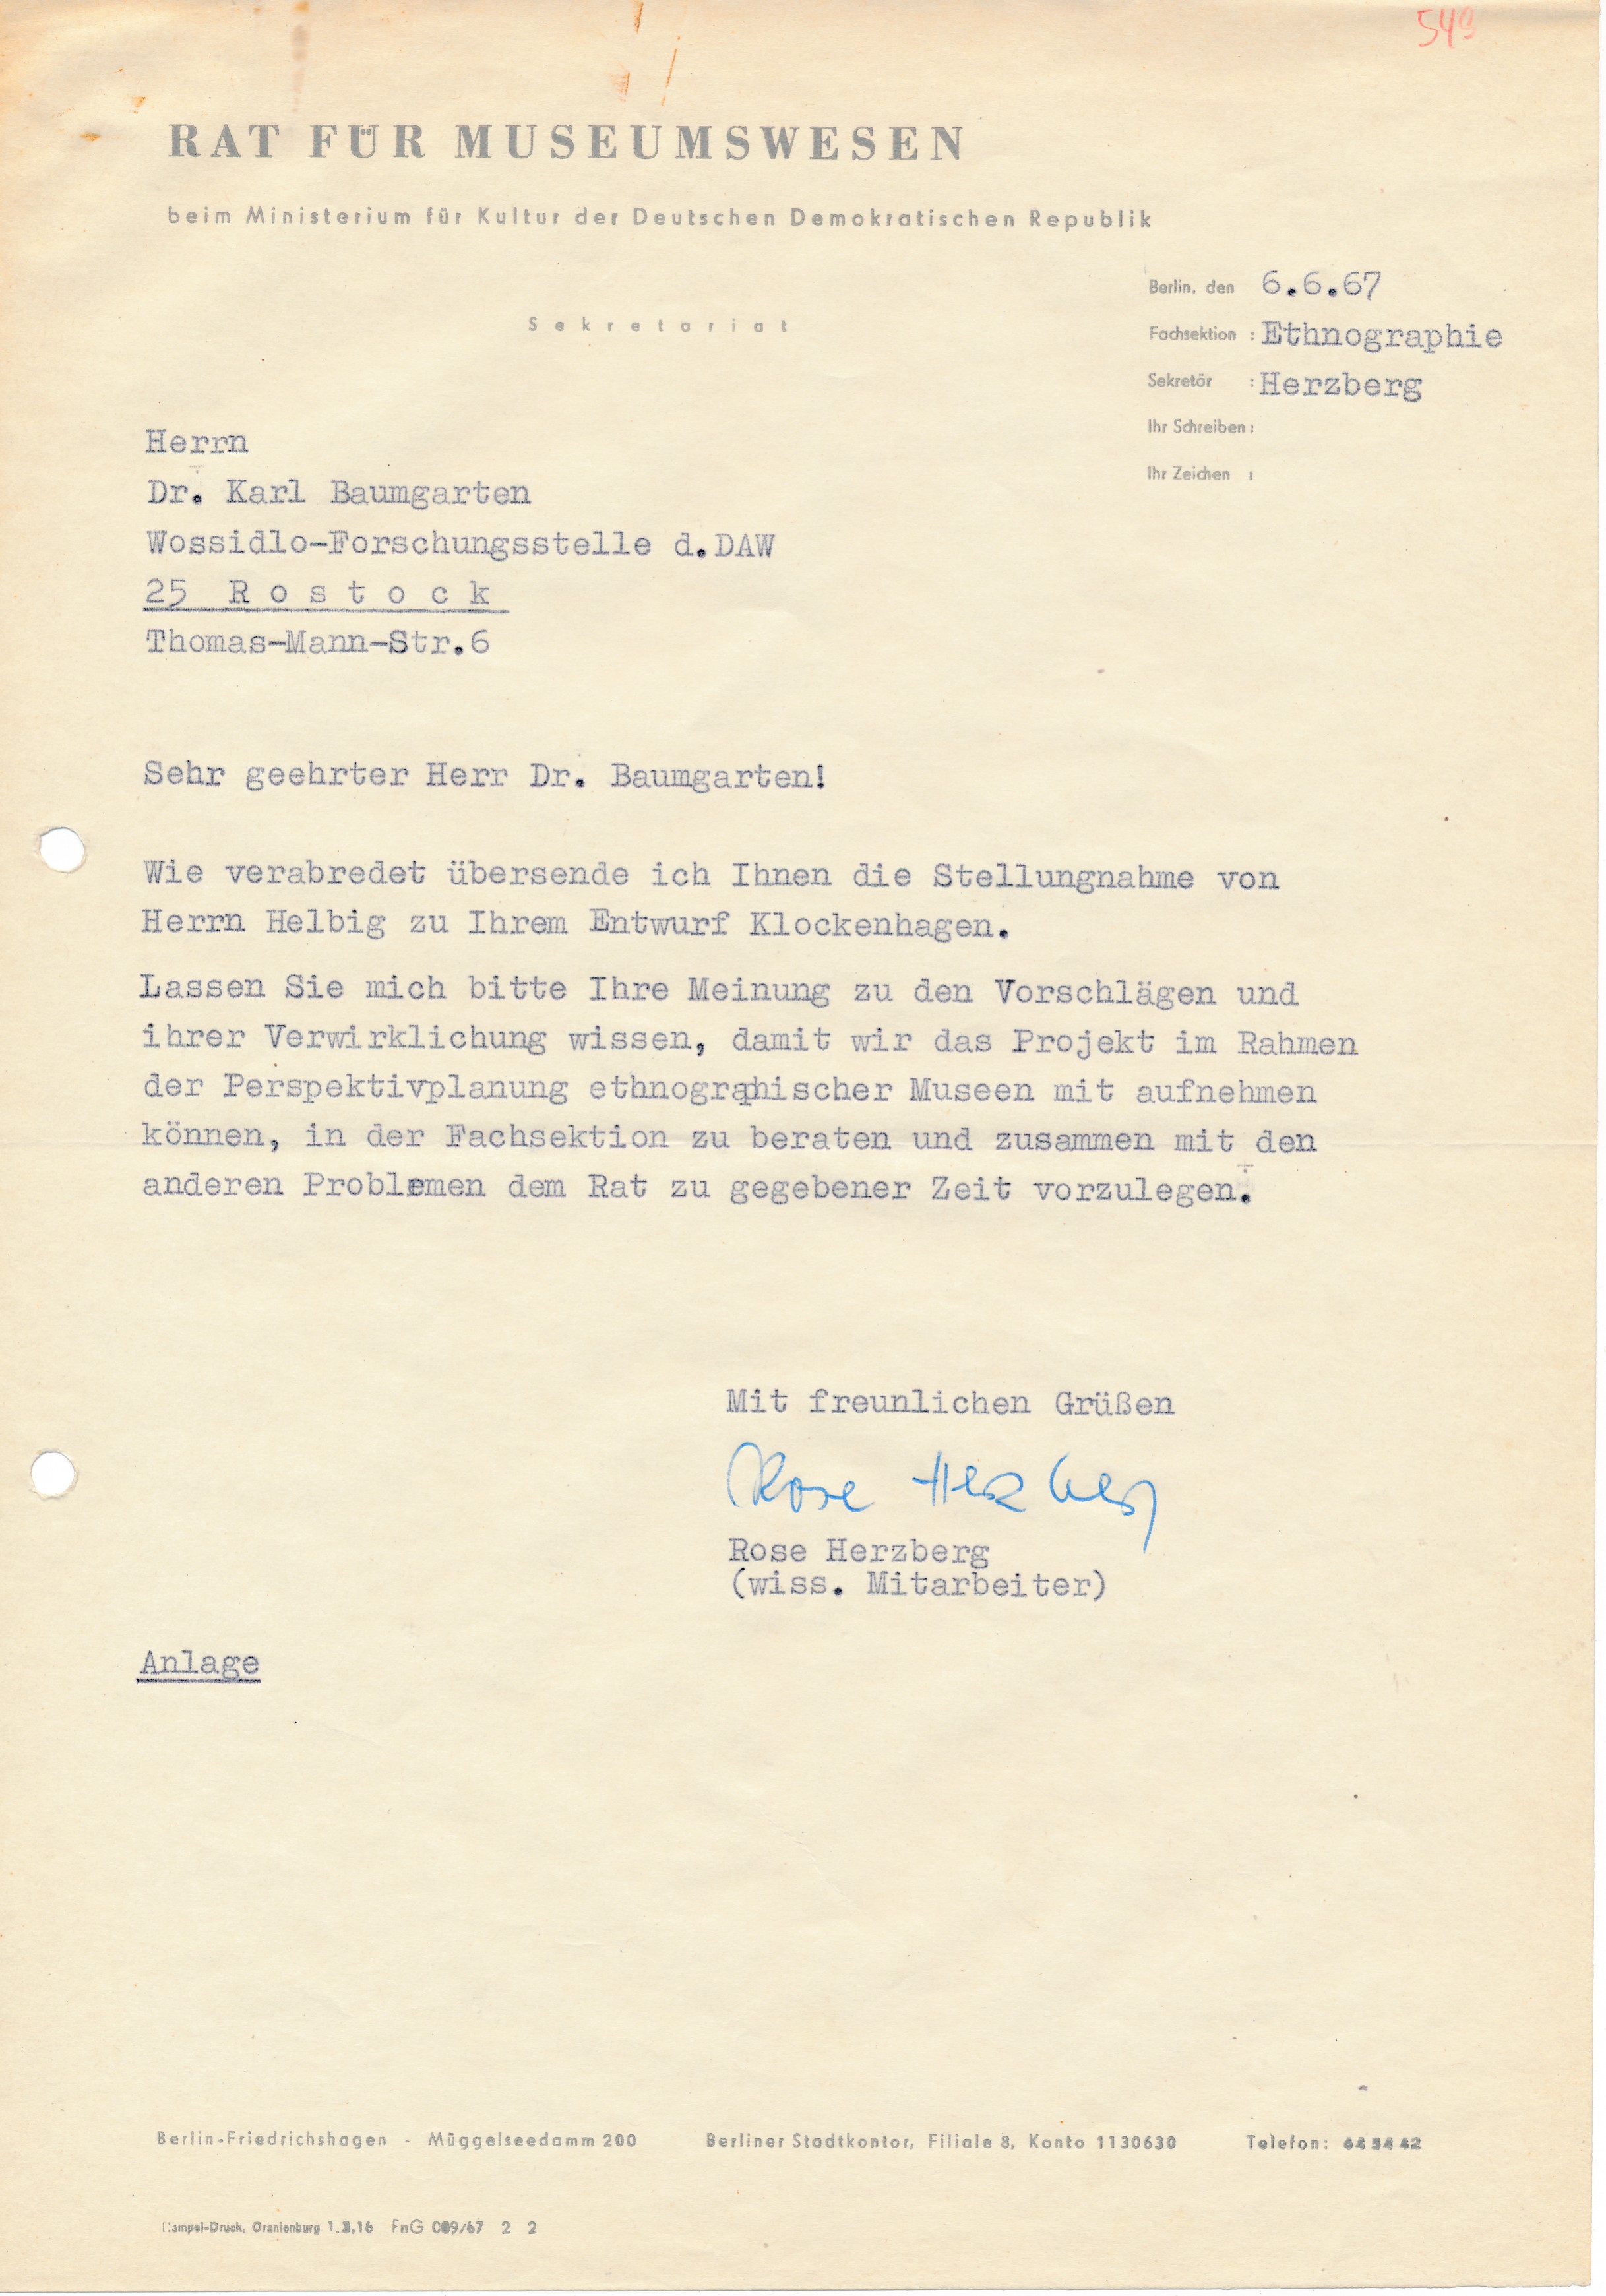 549
RAT FÜR MUSEUMSWESEN
beim Ministerium für Kultur der Deutschen Demokratischen Republik
Sekretariat
Berlin, den 6.6.67
Fachsektion : Ethnographie
Sekretär : Herzberg
Ihr Schreiben :
Ihr Zeichen :
Herrn
Dr. Karl Baumgarten
Wossidlo-Forschungsstelle d.DAW
25 R o s t o c k
Thomas-Mann-Str.6
Sehr geehrter Herr Dr. Baumgarten!
Wie verabredet übersende ich Ihnen die Stellungnahme von
Herrn Helbig zu Ihrem Entwurf Klockenhagen.
Lassen Sie mich bitte Ihre Meinung zu den Vorschlägen und
ihrer Verwirklichung wissen, damit wir das Projekt im Rahmen
der Perspektivplanung ethnographischer Museen mit aufnehmen
können, in der Fachsektion zu beraten und zusammen mit den
anderen Problemen dem Rat zu gegebener Zeit vorzulegen.
Mit freunlichen Grüßen
Rose Herzberg
Rose Herzberg
(wiss. Mitarbeiter)
Anlage
Berlin-Friedrichshagen - Müggelseedamm 200 Berliner Stadtkontor, Filiale 8, Konto 1130630 Telefon: 64 54 42
Druck, Oranienburg FnG 089/67 2 2